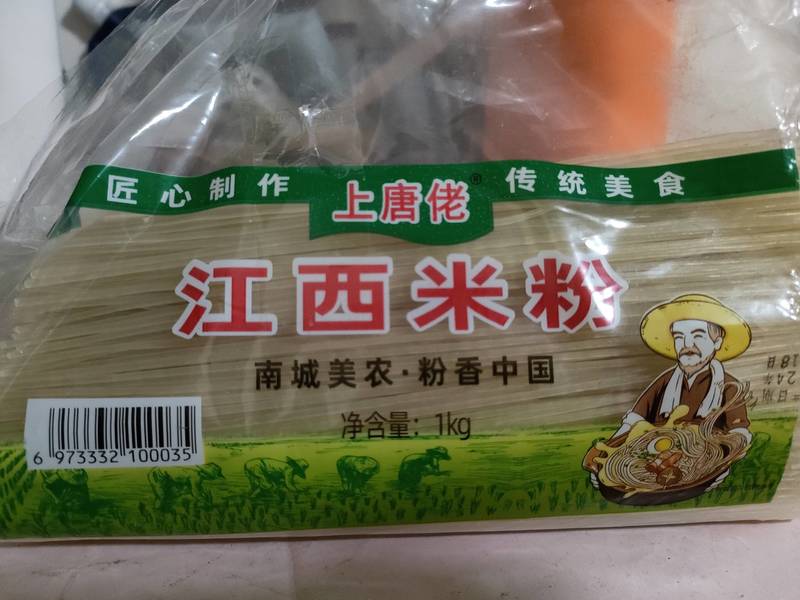 匠心制作 上唐佬® 传统美食
江西米粉
南城美农·粉香中国
净含量：1kg
6 973332 100035